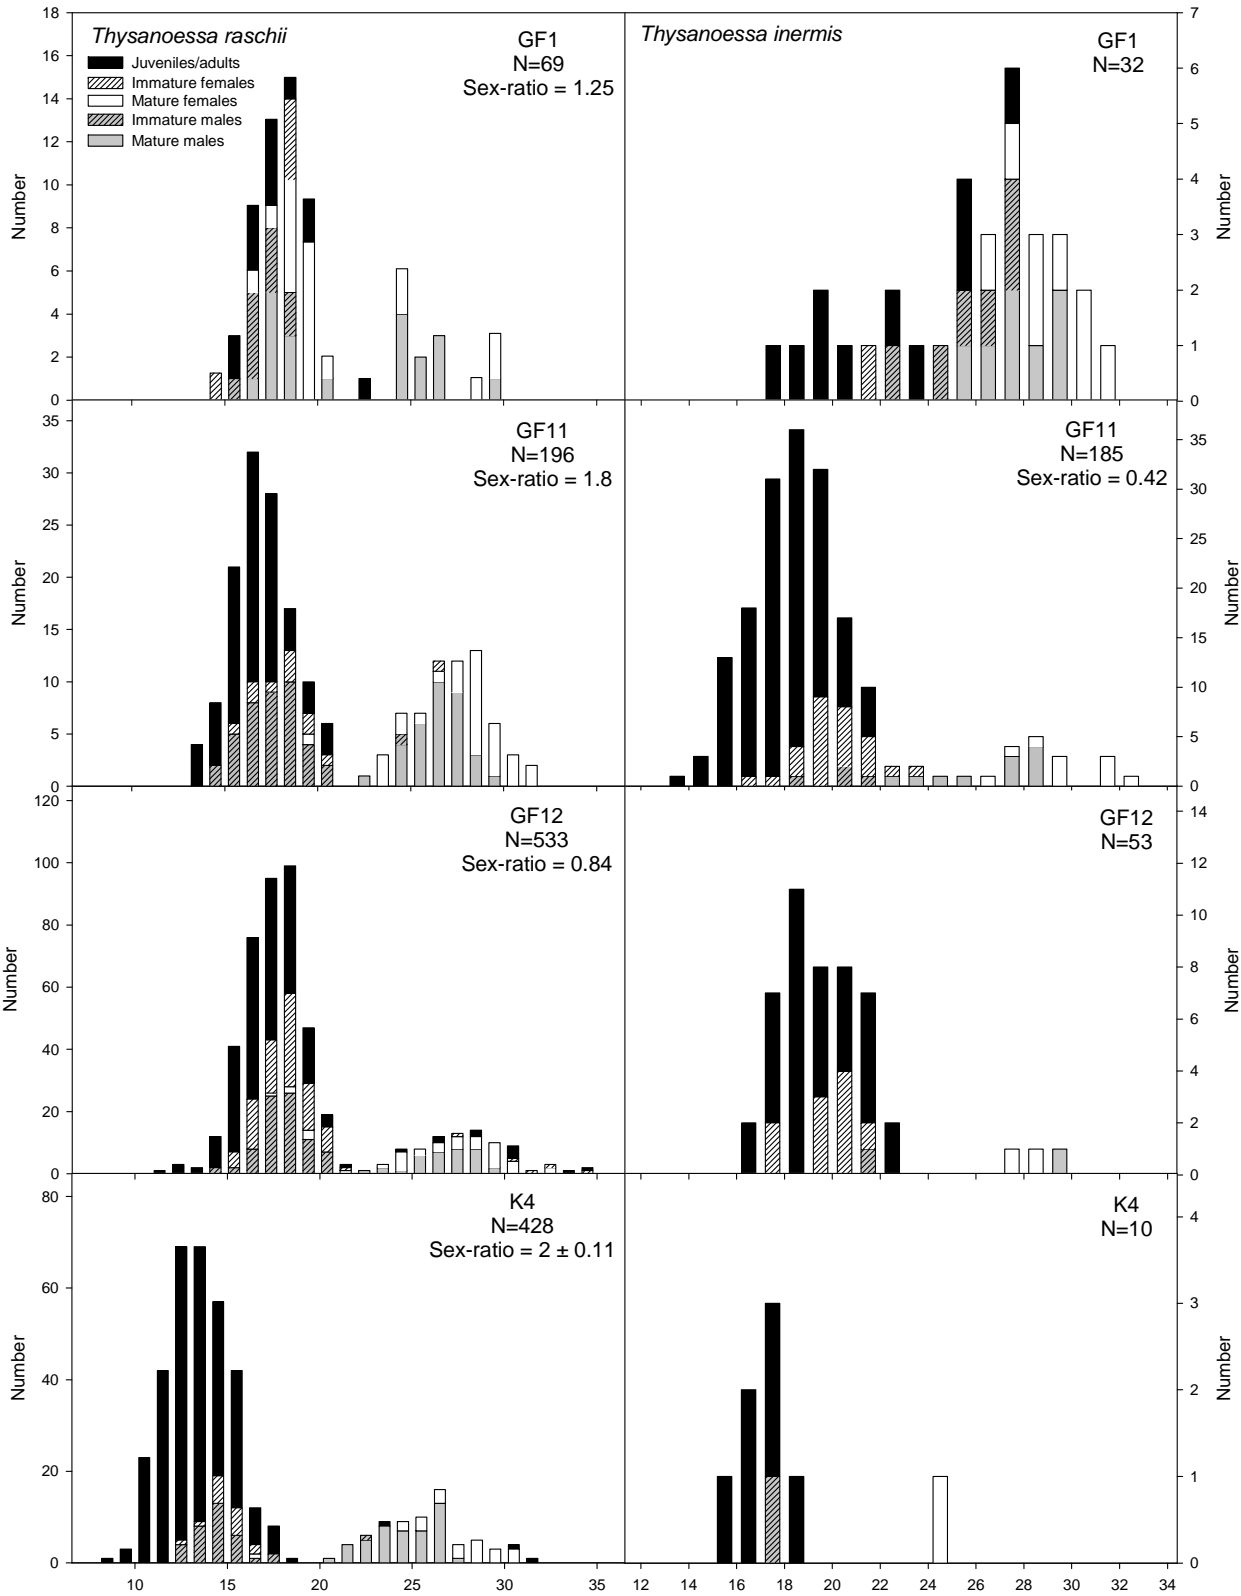 Thysanoessa raschii
Juveniles/adults
Immature females
Mature females
Immature males
Mature males
GF1
N=69
Sex-ratio = 1.25
Number
0
2
4
6
8
10
12
14
16
18
Thysanoessa inermis
GF1
N=32
Number
0
1
2
3
4
5
6
7
GF11
N=196
Sex-ratio = 1.8
Number
0
5
10
15
20
25
30
35
GF11
N=185
Sex-ratio = 0.42
Number
0
5
10
15
20
25
30
35
GF12
N=533
Sex-ratio = 0.84
Number
0
20
40
60
80
100
120
GF12
N=53
Number
0
2
4
6
8
10
12
14
K4
N=428
Sex-ratio = 2 ± 0.11
Number
0
20
40
60
80
K4
N=10
Number
0
1
2
3
4
10 15 20 25 30 35
12 14 16 18 20 22 24 26 28 30 32 34